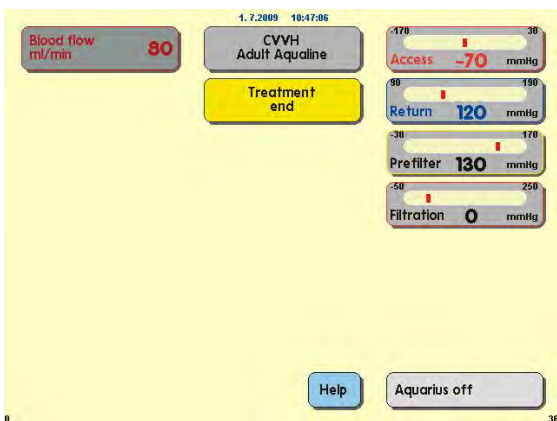 1. 7.2009 10:47:06
Blood flow
ml/min 80
CVVH
Adult Aqualine
Treatment
end
-170 30
Access -70 mmHg
90 190
Return 120 mmHg
-30 170
Prefilter 130 mmHg
-50 250
Filtration 0 mmHg
Help
Aquarius off
0 36